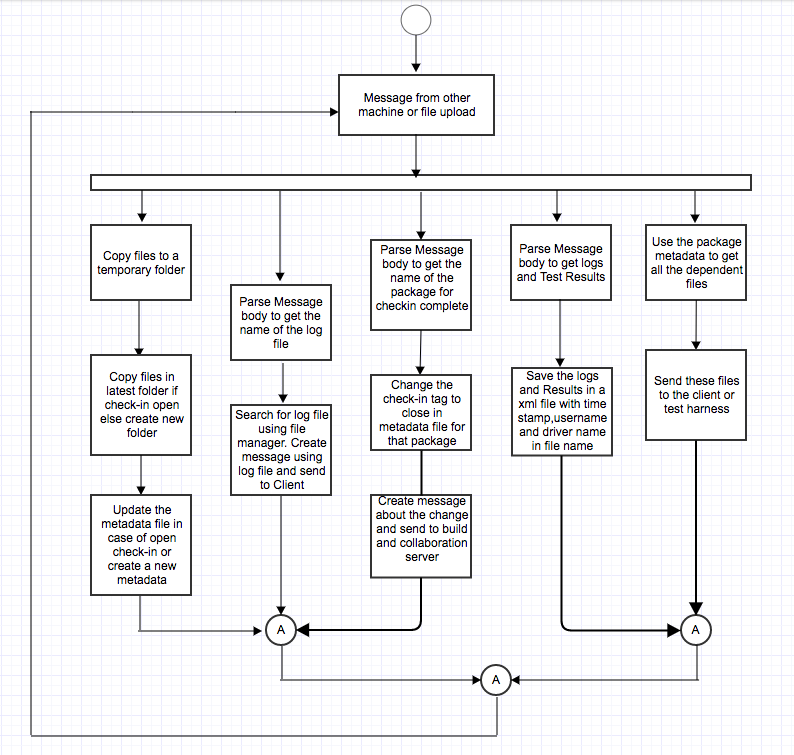 Message from other
machine or file upload
Copy files to a
temporary folder
Copy files in
latest folder if
check-in open
else create new
folder
Update the
metadata file in
case of open
check-in or
create a new
metadata
Parse Message
body to get the
name of the log
file
Search for log file
using file
manager. Create
message using
log file and send
to Client
Parse Message
body to get the
name of the
package for
checkin complete
Change the
check-in tag to
close in
metadata file for
that package
Create message
about the change
and send to build
and collaboration
server
Parse Message
body to get logs
and Test Results
Save the logs
and Results in a
xml file with time
stamp,username
and driver name
in file name
Use the package
metadata to get
all the dependent
files
Send these files
to the client or
test harness
A
A
A